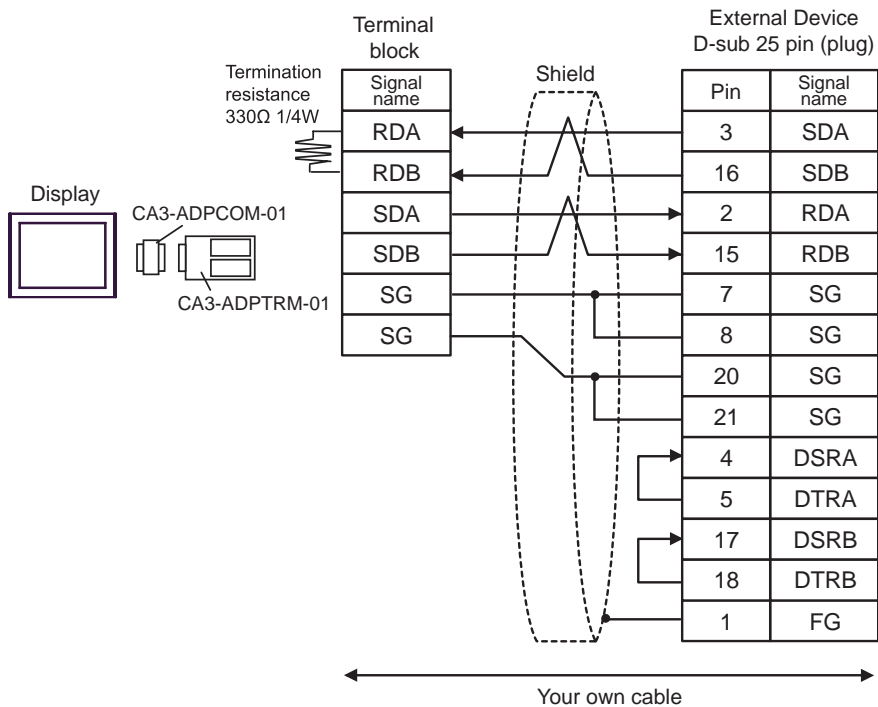 Terminal
block
External Device
D-sub 25 pin (plug)
Termination
resistance
330Ω 1/4W
Shield
Signal
name
Pin
Signal
name
RDA
3
SDA
RDB
16
SDB
Display
CA3-ADPCOM-01
CA3-ADPTRM-01
SDA
2
RDA
SDB
15
RDB
SG
7
SG
SG
8
SG
20
SG
21
SG
4
DSRA
5
DTRA
17
DSRB
18
DTRB
1
FG
Your own cable